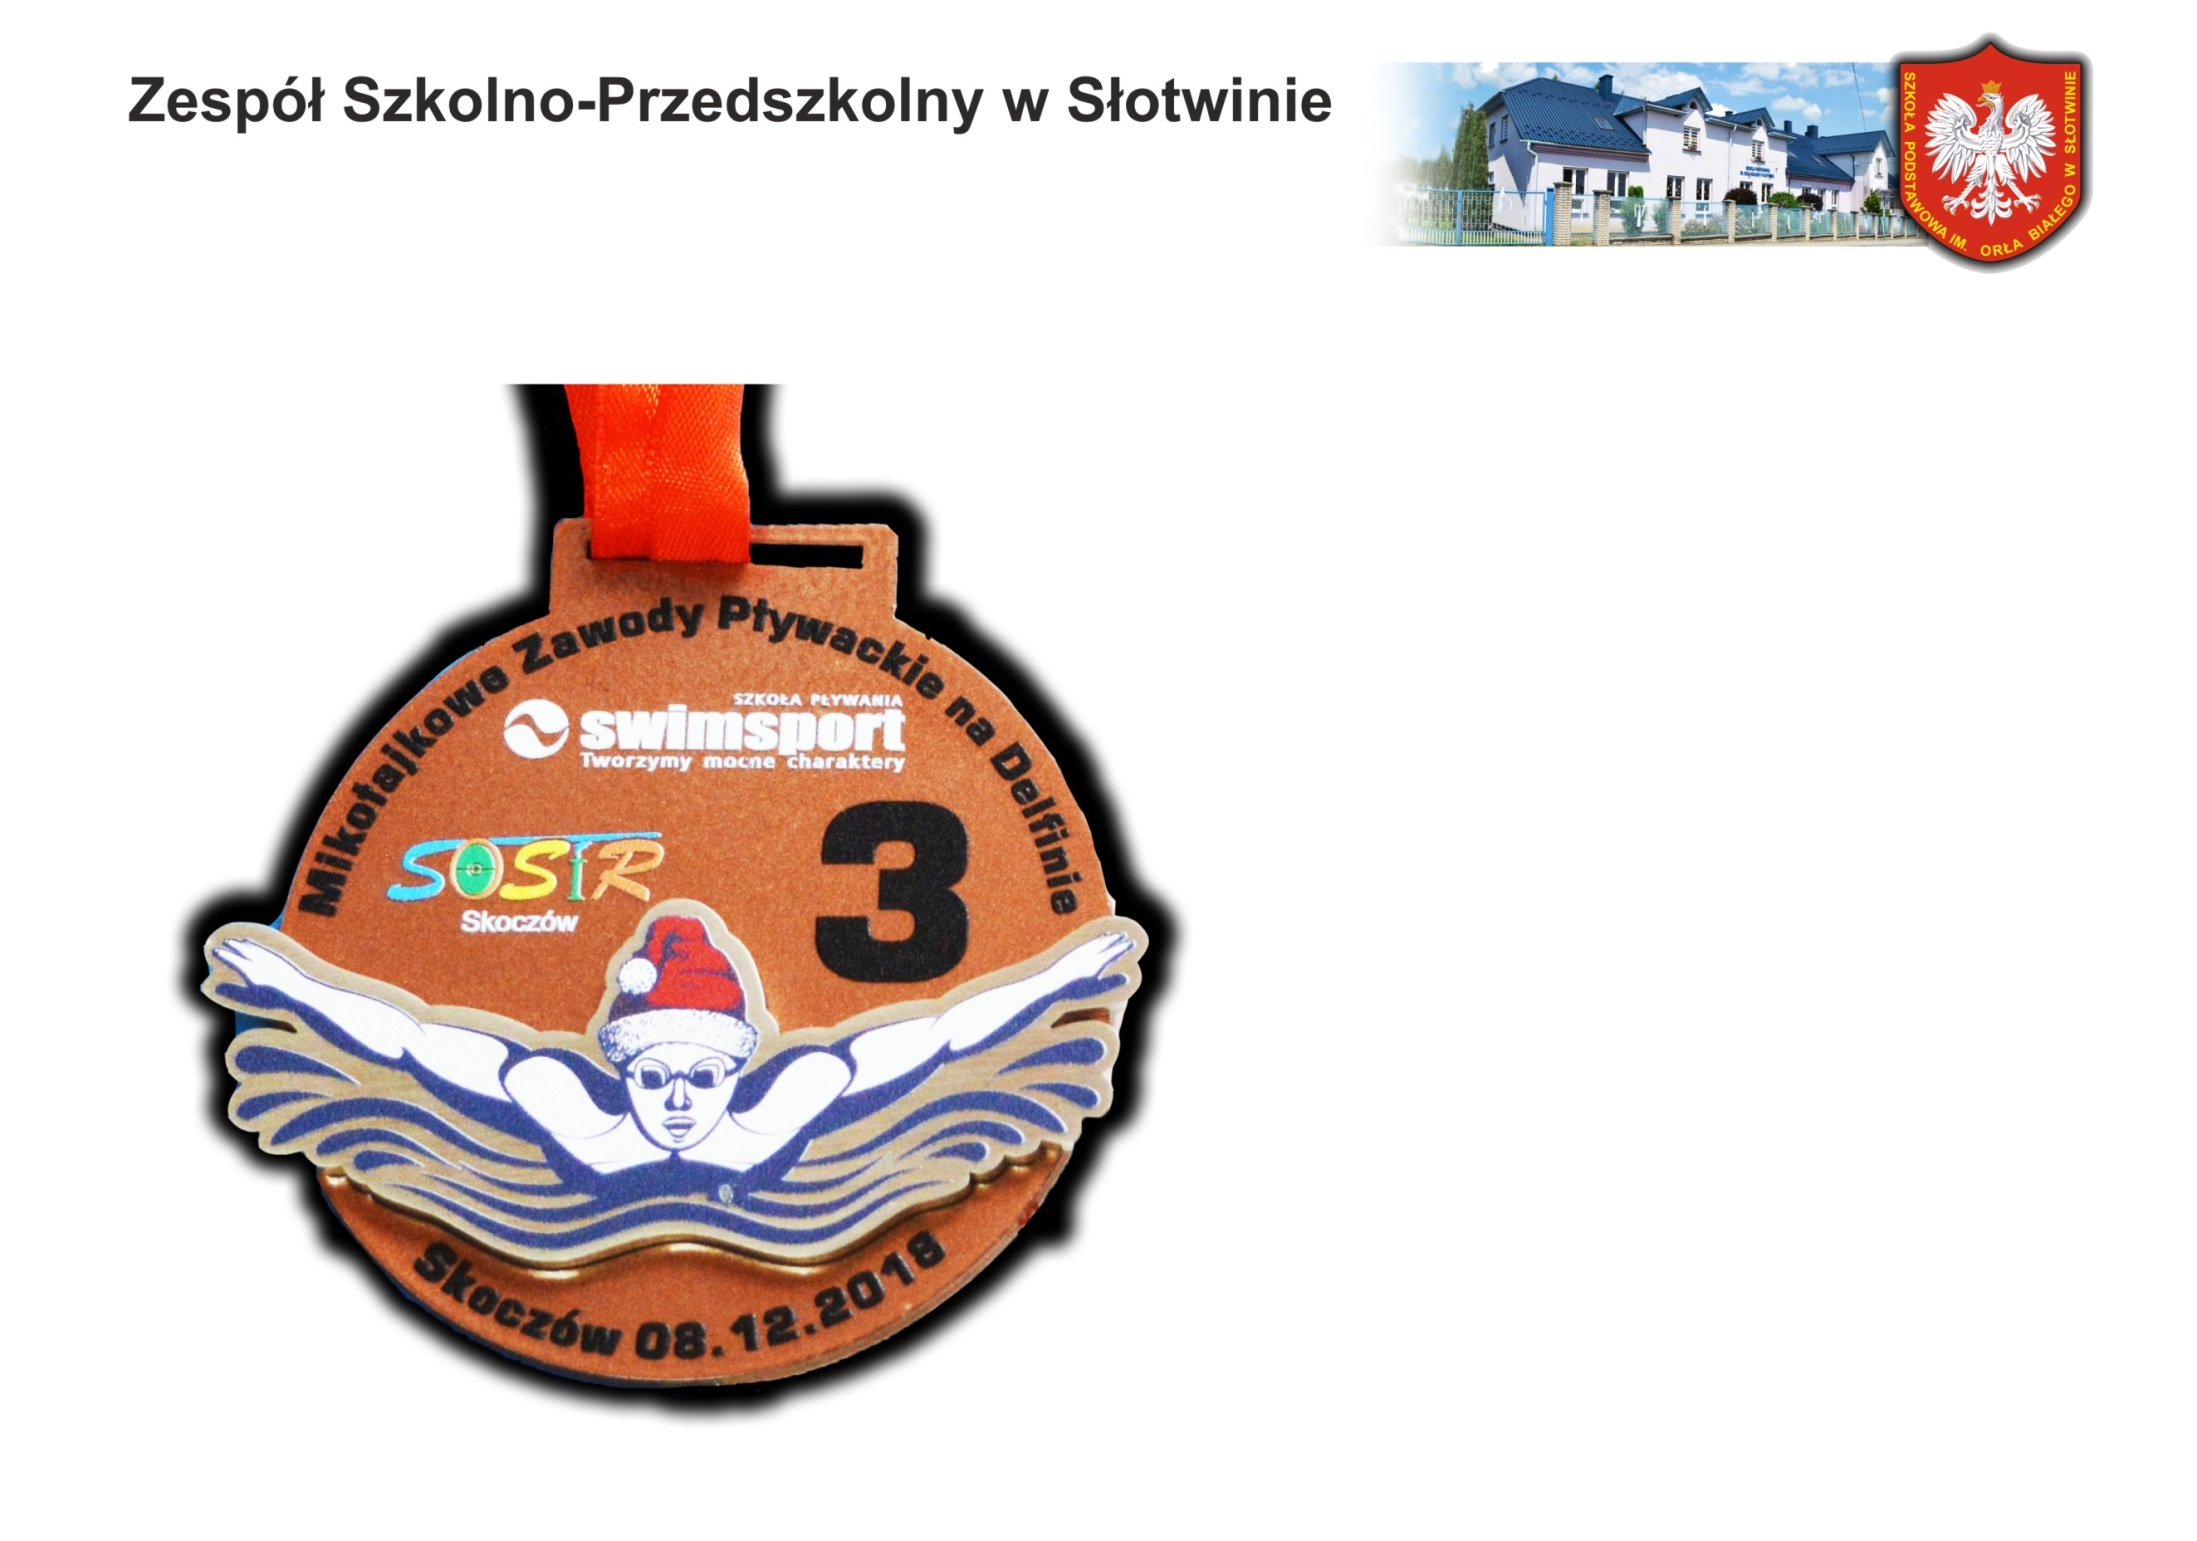 Zespół Szkolno-Przedszkolny w Słotwinie
SZKOŁA PODSTAWOWA IM. ORŁA BIAŁEGO W SŁOTWINIE
Mikołajkowe Zawody Pływackie na Delfinie
SZKOŁA PŁYWANIA
swimsport
Tworzymy mocne charaktery
SOSiR
Skoczów
3
Skoczów 08.12.2018